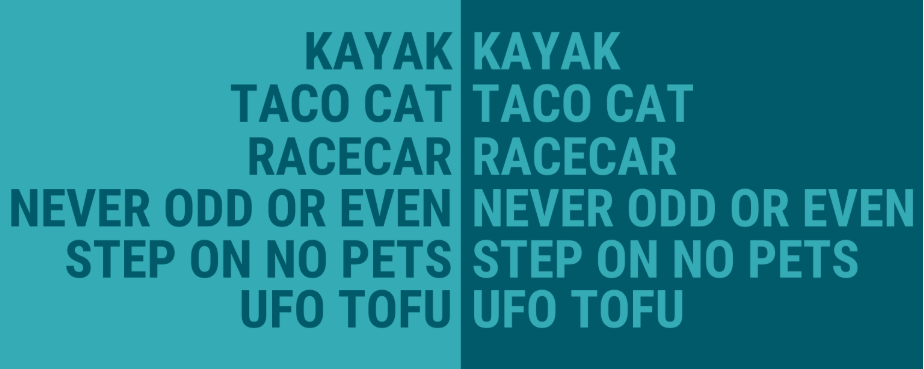 KAYAK KAYAK
TACO CAT TACO CAT
RACECAR RACECAR
NEVER ODD OR EVEN NEVER ODD OR EVEN
STEP ON NO PETS STEP ON NO PETS
UFO TOFU UFO TOFU